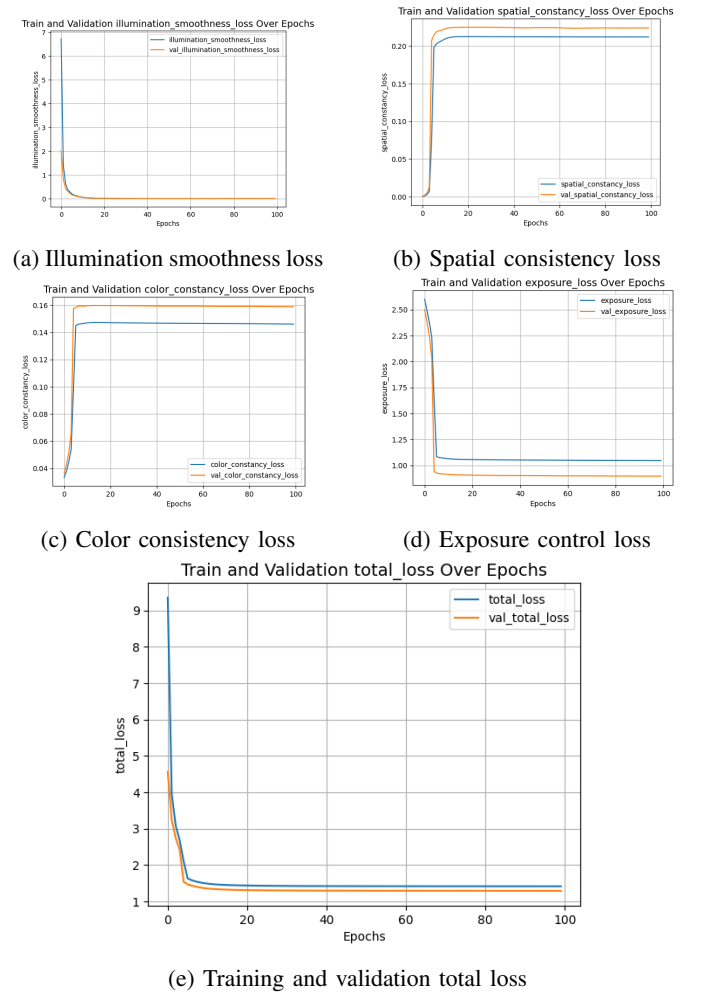 Train and Validation illumination_smoothness_loss Over Epochs
7
6
5
4
3
2
1
0
illumination_smoothness_loss
illumination_smoothness_loss
val_illumination_smoothness_loss
0 20 40 60 80 100
Epochs
(a) Illumination smoothness loss
Train and Validation spatial_constancy_loss Over Epochs
0.20
0.15
0.10
0.05
0.00
spatial_constancy_loss
spatial_constancy_loss
val_spatial_constancy_loss
0 20 40 60 80 100
Epochs
(b) Spatial consistency loss
Train and Validation color_constancy_loss Over Epochs
0.16
0.14
0.12
0.10
0.08
0.06
0.04
color_constancy_loss
color_constancy_loss
val_color_constancy_loss
0 20 40 60 80 100
Epochs
(c) Color consistency loss
Train and Validation exposure_loss Over Epochs
2.50
2.25
2.00
1.75
1.50
1.25
1.00
exposure_loss
exposure_loss
val_exposure_loss
0 20 40 60 80 100
Epochs
(d) Exposure control loss
Train and Validation total_loss Over Epochs
9
8
7
6
5
4
3
2
1
total_loss
total_loss
val_total_loss
0 20 40 60 80 100
Epochs
(e) Training and validation total loss